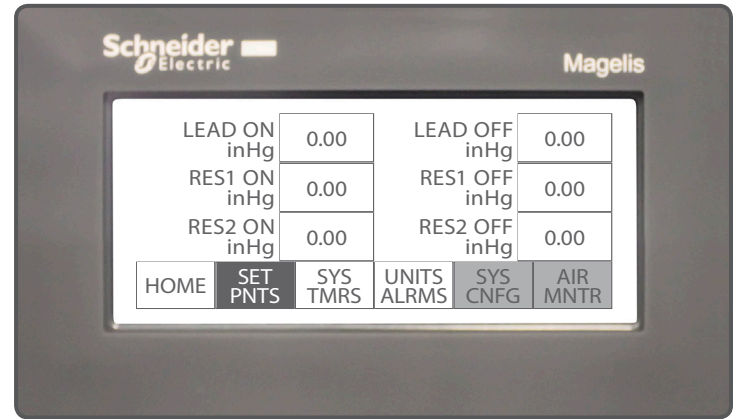 Schneider
Electric
Magelis
LEAD ON
inHg
0.00
LEAD OFF
inHg
0.00
RES1 ON
inHg
0.00
RES1 OFF
inHg
0.00
RES2 ON
inHg
0.00
RES2 OFF
inHg
0.00
HOME
SET
PNTS
SYS
TMRS
UNITS
ALRMS
SYS
CNFG
AIR
MNTR